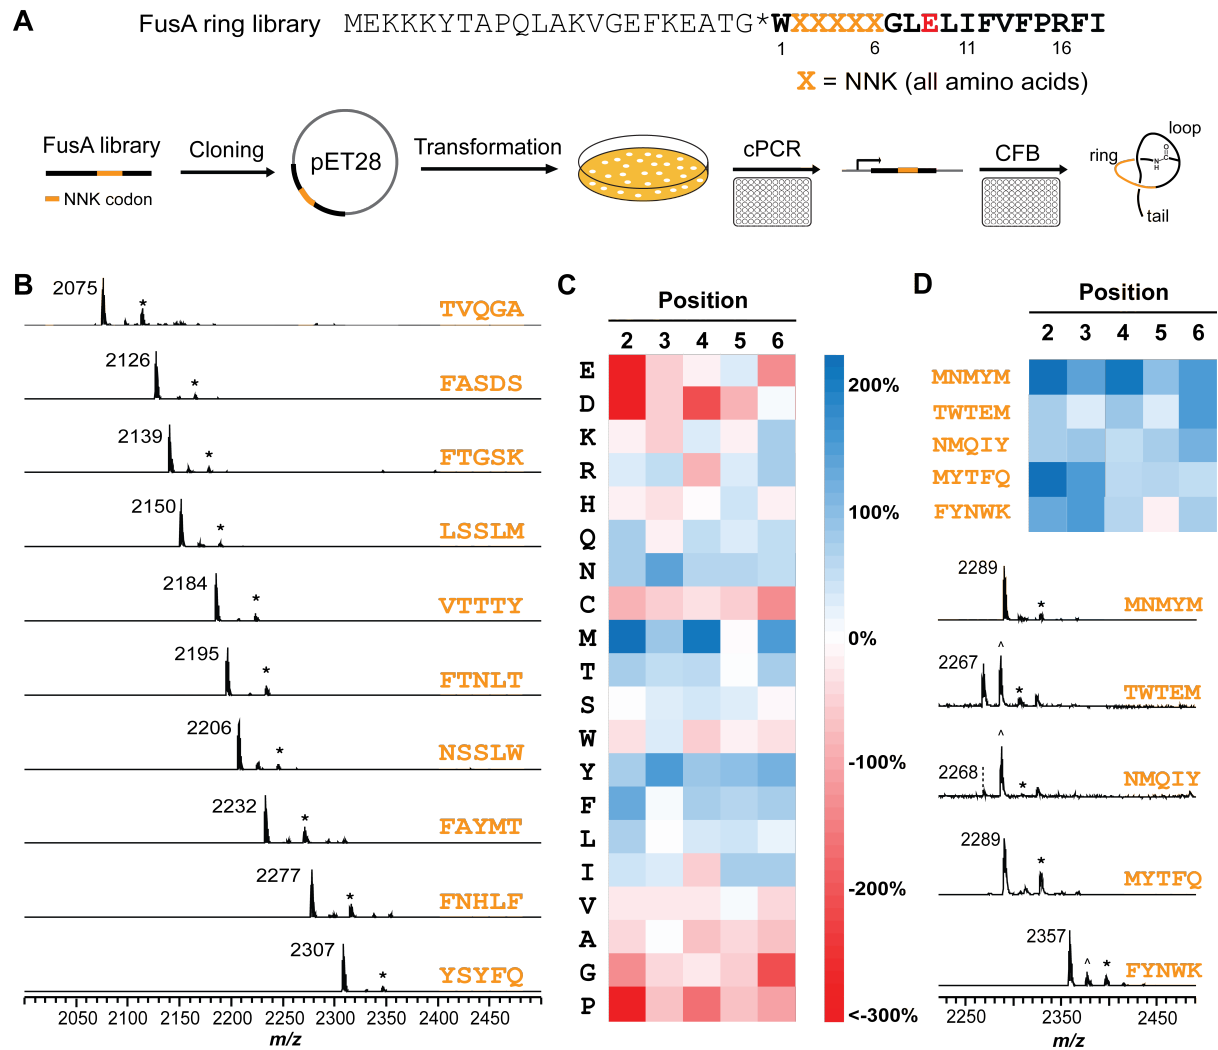 A
FusA ring library MEKKKYTAPQLAKVGEFKEATG*WXXXXXGLELIFVFPRFI
1 6 11 16
X = NNK (all amino acids)
FusA library
NNK codon
Cloning
pET28
Transformation
cPCR
CFB
ring
loop
O
C
N
H
tail
B
2075 * TVQGA
2126 * FASDS
2139 * FTGSK
2150 * LSSLM
2184 * VTTTY
2195 * FTNLT
2206 * NSSLW
2232 * FAYMT
2277 * FNHLF
2307 * YSYFQ
2050 2100 2150 2200 2250 2300 2350 2400 2450
m/z
C
Position
2 3 4 5 6
E
D
K
R
H
Q
N
C
M
T
S
W
Y
F
L
I
V
A
G
P
200%
100%
0%
-100%
-200%
<-300%
D
Position
2 3 4 5 6
MNMYM
TWTEM
NMQIY
MYTFQ
FYNWK
2289 * MNMYM
2267 ^ * TWTEM
2268 ^ * NMQIY
2289 * MYTFQ
2357 ^ * FYNWK
2250 2350 2450
m/z